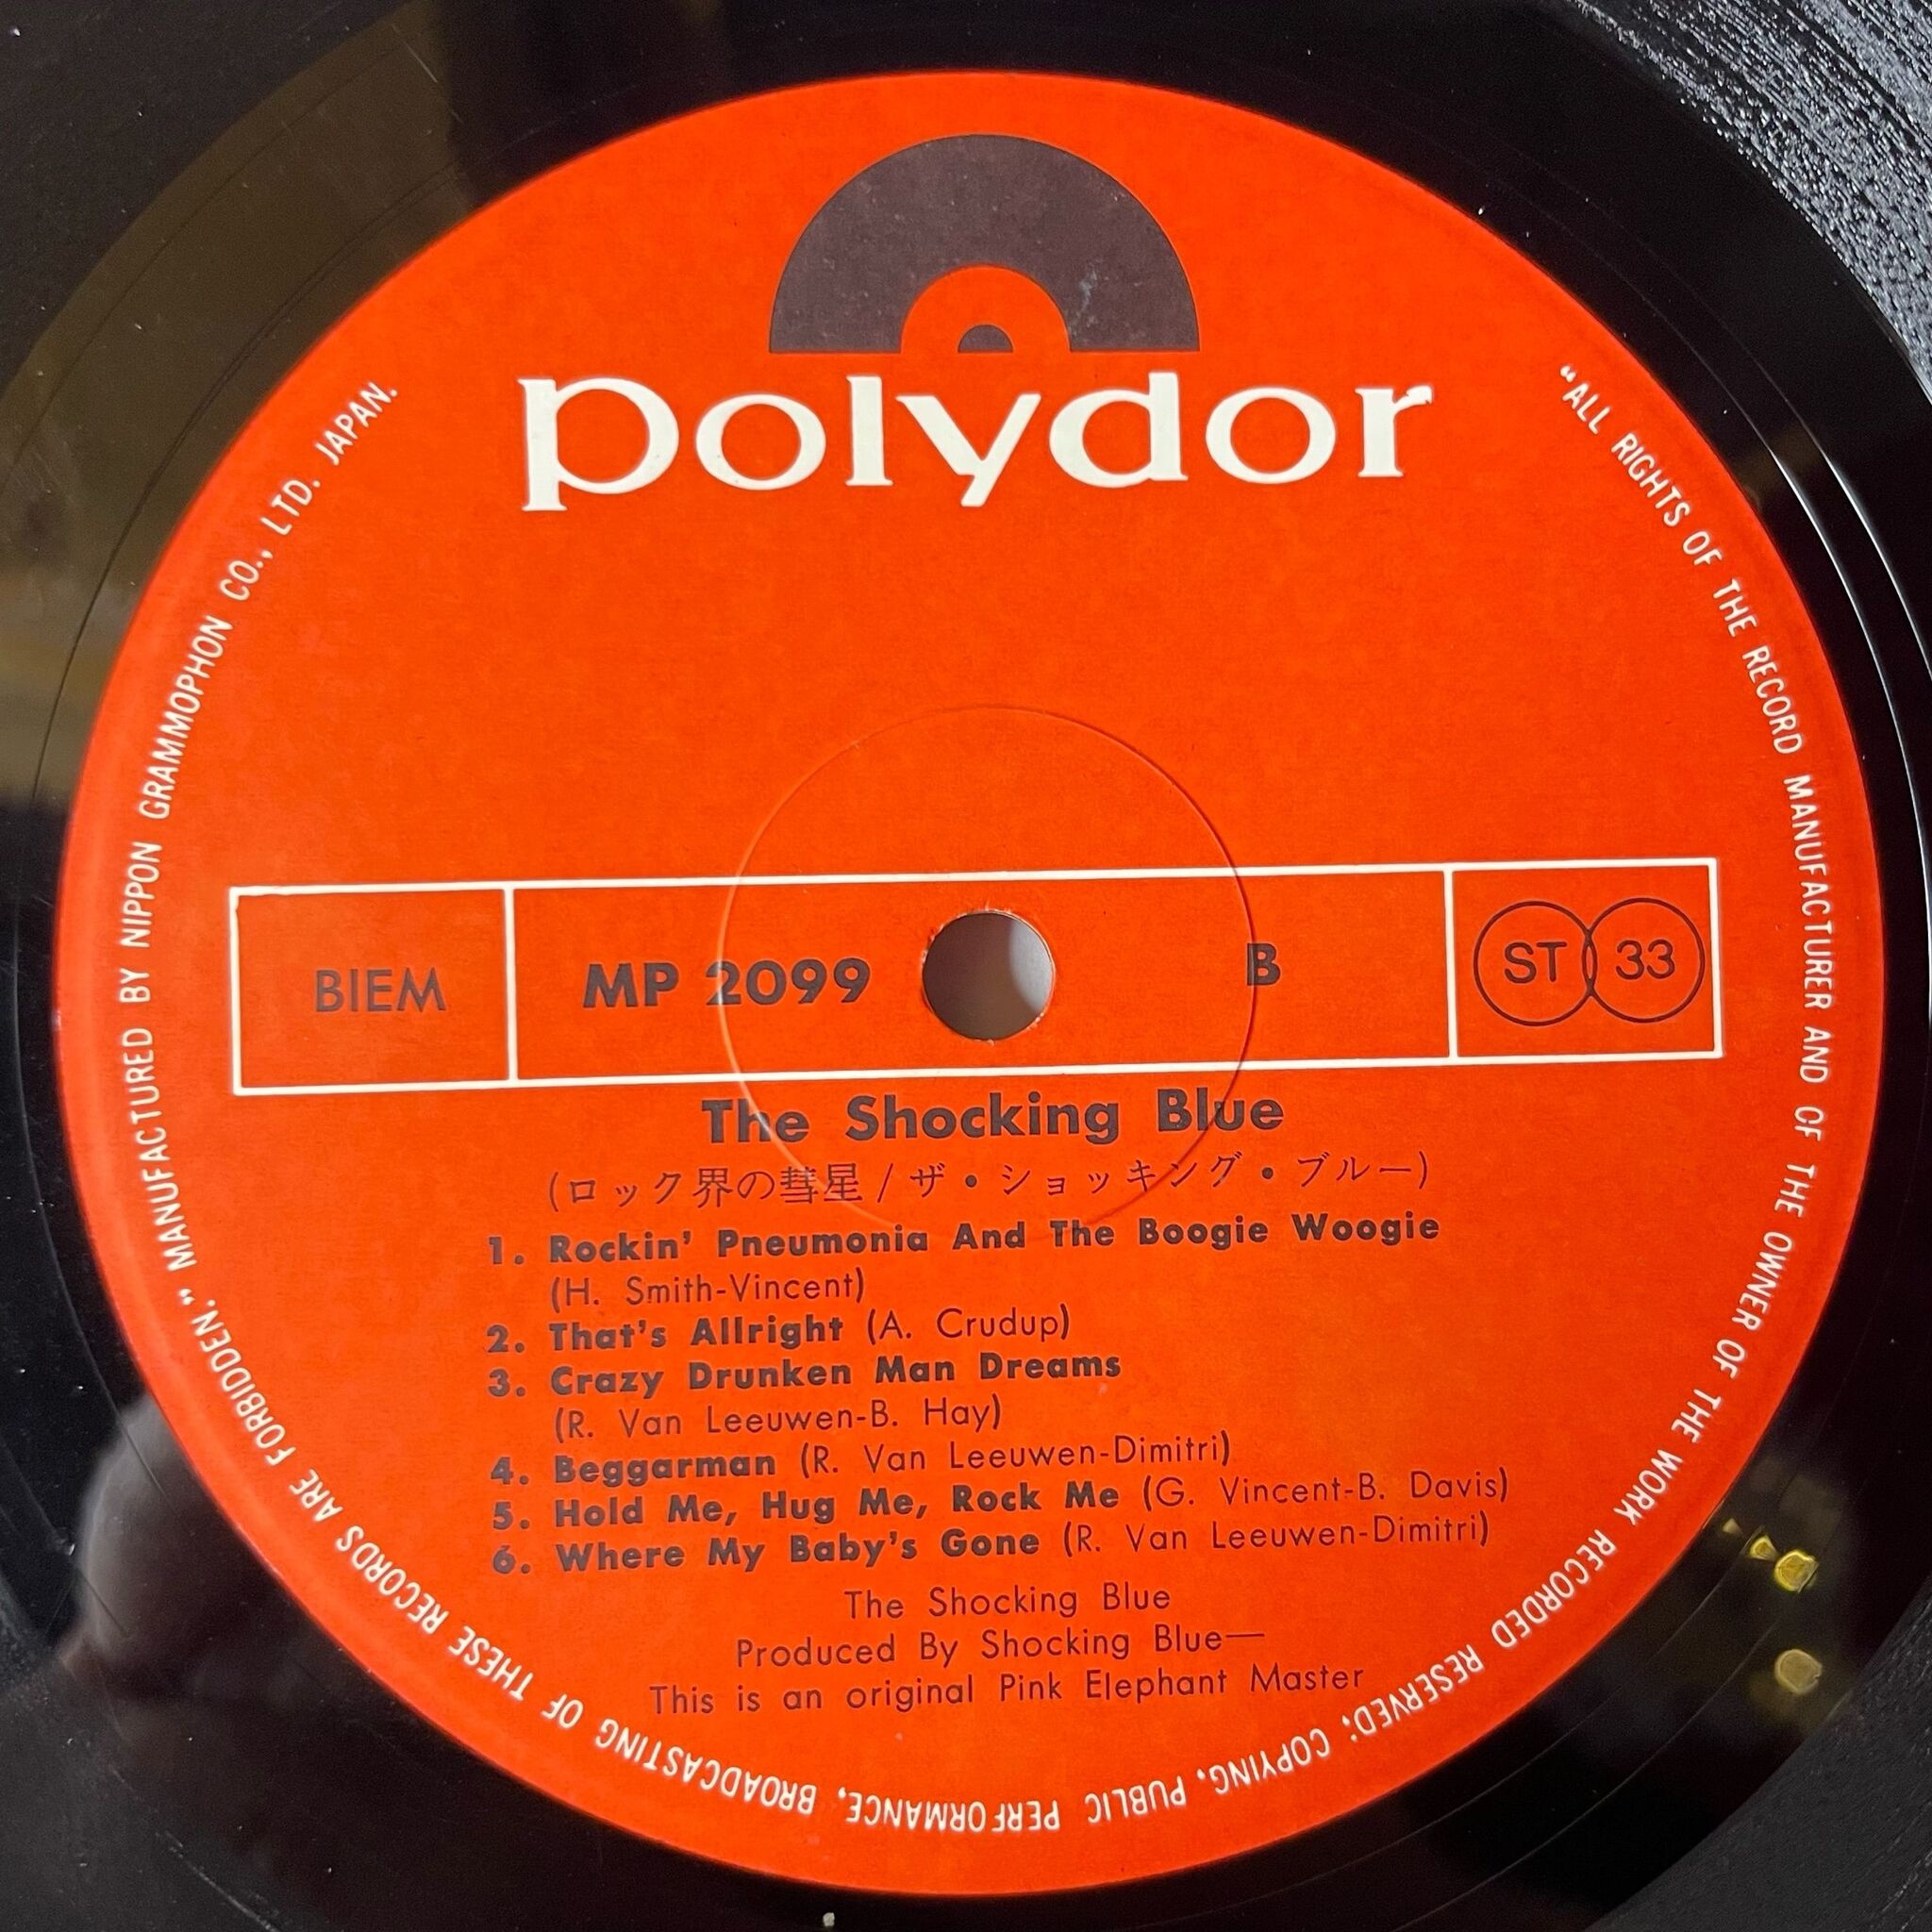 polydor
BIEM
MP 2099
B
ST 33
The Shocking Blue
(ロック界の彗星/ザ・ショッキング・ブルー)
1. Rockin' Pneumonia And The Boogie Woogie
(H. Smith-Vincent)
2. That's Allright (A. Crudup)
3. Crazy Drunken Man Dreams
(R. Van Leeuwen-B. Hay)
4. Beggarman (R. Van Leeuwen-Dimitri)
5. Hold Me, Hug Me, Rock Me (G. Vincent-B. Davis)
6. Where My Baby's Gone (R. Van Leeuwen-Dimitri)
The Shocking Blue
Produced By Shocking Blue—
This is an original Pink Elephant Master
"ALL RIGHTS OF THE RECORD MANUFACTURER AND OF THE OWNER OF THE WORK RECORDED RESERVED; COPYING, PUBLIC PERFORMANCE, BROADCASTING OF THESE RECORDS ARE FORBIDDEN." MANUFACTURED BY NIPPON GRAMMOPHON CO., LTD. JAPAN.